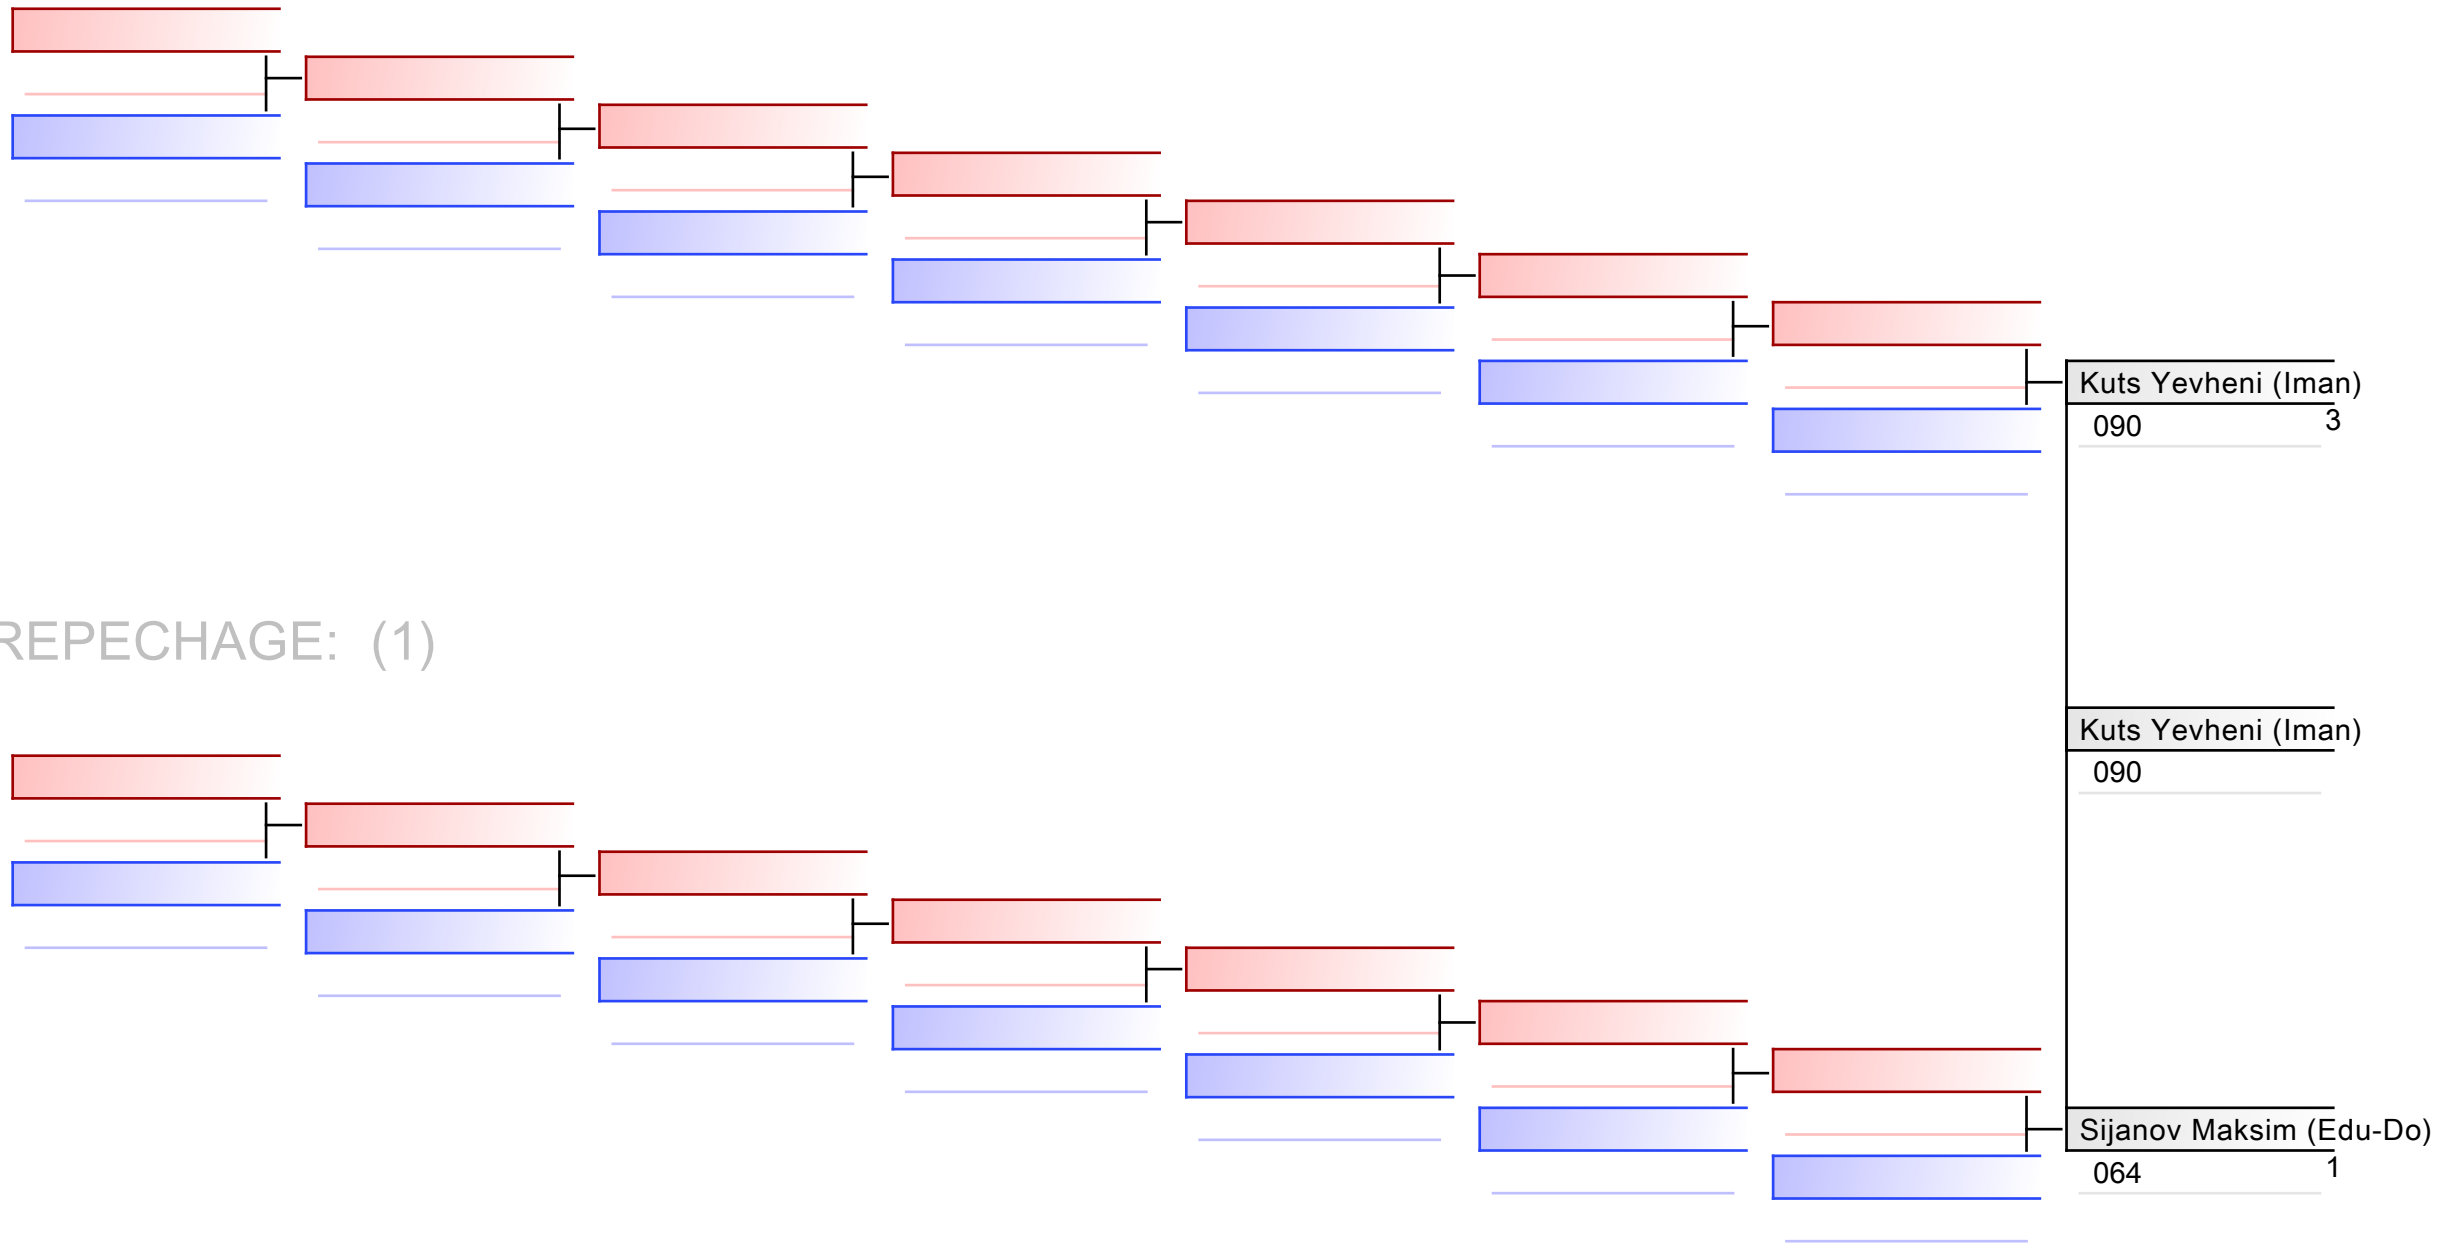 Kuts Yevheni (Iman)
090 3
REPECHAGE: (1)
Kuts Yevheni (Iman)
090
Sijanov Maksim (Edu-Do)
064 1